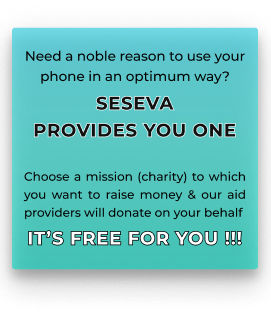 Need a noble reason to use your
phone in an optimum way?
SESEVA
PROVIDES YOU ONE
Choose a mission (charity) to which
you want to raise money & our aid
providers will donate on your behalf
IT'S FREE FOR YOU !!!